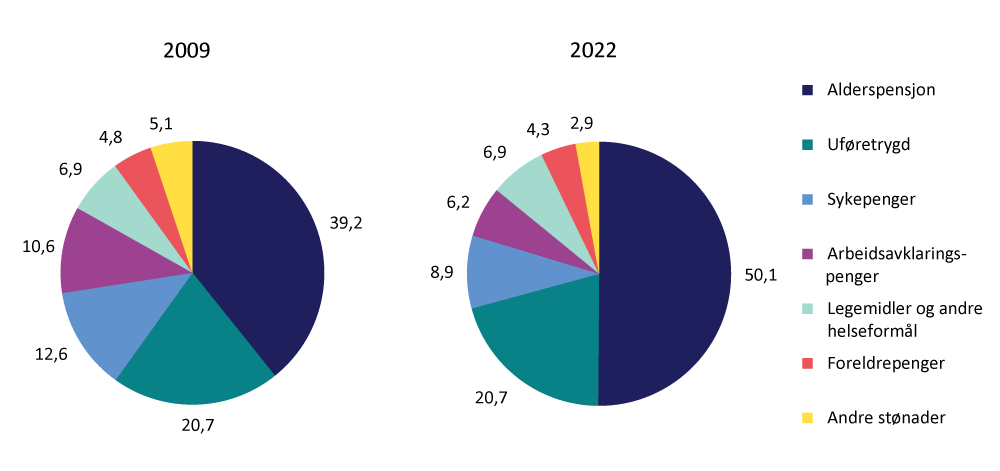 2009
39,2
20,7
12,6
10,6
6,9
4,8
5,1
2022
50,1
20,7
8,9
6,2
6,9
4,3
2,9
Alderspensjon
Uføretrygd
Sykepenger
Arbeidsavklarings-
penger
Legemidler og andre
helseformål
Foreldrepenger
Andre stønader